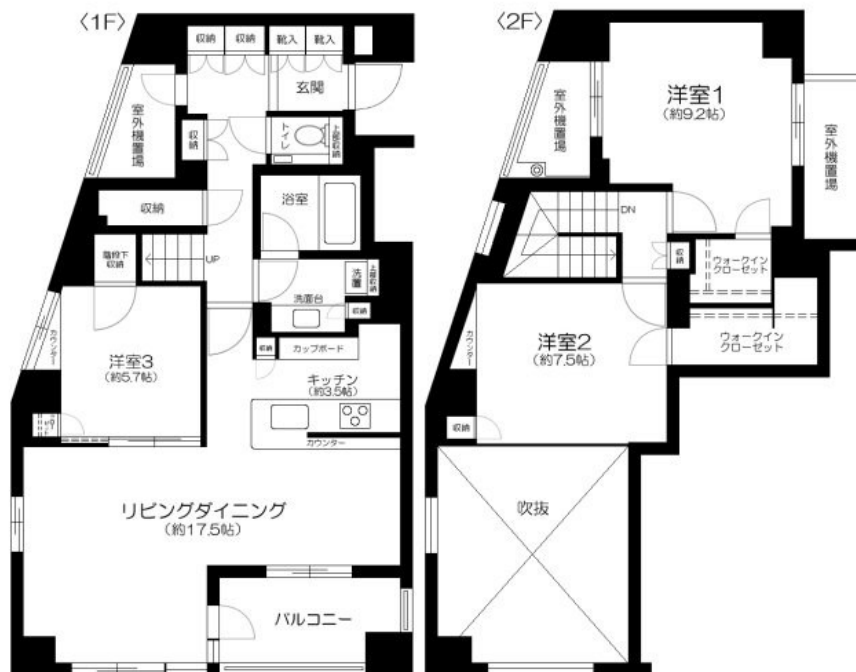 〈1F〉
収納
収納
靴入
靴入
玄関
室外機置場
収納
トイレ
上部収納
浴室
収納
階段下
収納
UP
洗面台
洗置
上部収納
収納
カウンター
洋室3
(約5.7帖)
収納
カップボード
キッチン
(約3.5帖)
カウンター
リビングダイニング
(約17.5帖)
バルコニー
〈2F〉
室外機置場
洋室1
(約9.2帖)
室外機置場
DN
収納
ウォークイン
クローゼット
ウォークイン
クローゼット
カウンター
洋室2
(約7.5帖)
収納
吹抜